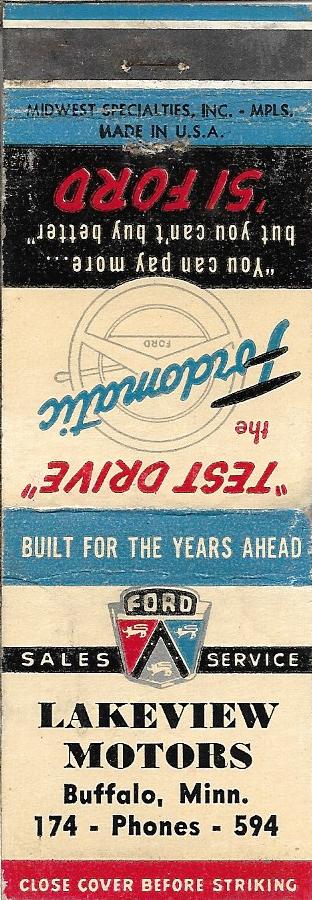 MIDWEST SPECIALTIES, INC. - MPLS.
MADE IN U.S.A.
"TEST DRIVE"
the
Fordomatic
FORD
"You can pay more...
but you can't buy better"
'51 FORD
BUILT FOR THE YEARS AHEAD
FORD
SALES SERVICE
LAKEVIEW
MOTORS
Buffalo, Minn.
174 - Phones - 594
CLOSE COVER BEFORE STRIKING